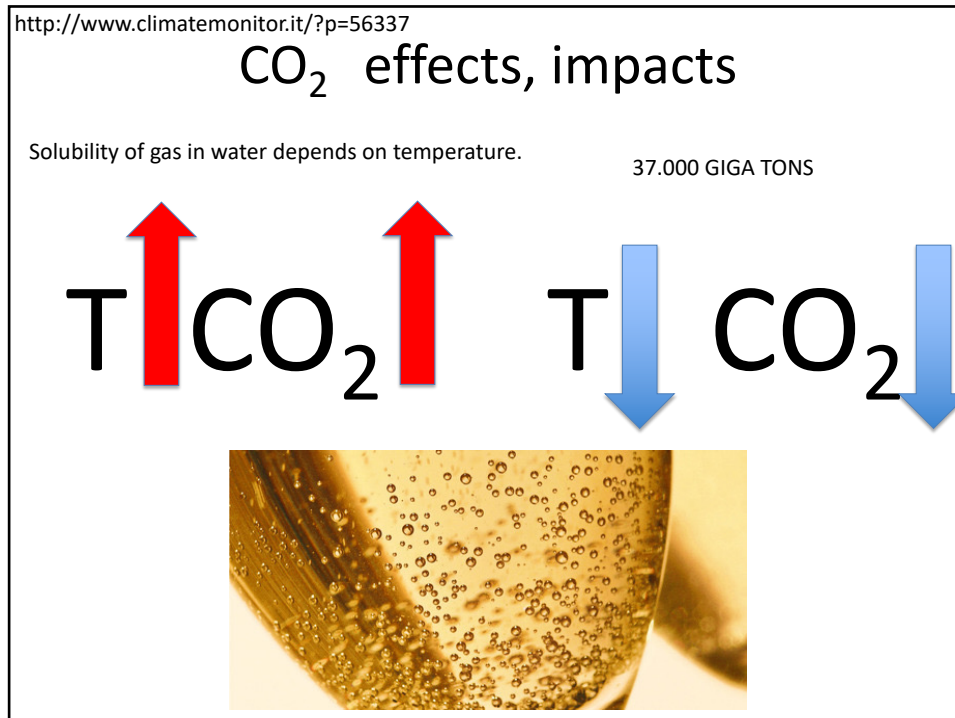 http://www.climatemonitor.it/?p=56337
CO₂ effects, impacts
Solubility of gas in water depends on temperature.
37.000 GIGA TONS
T CO₂ T CO₂